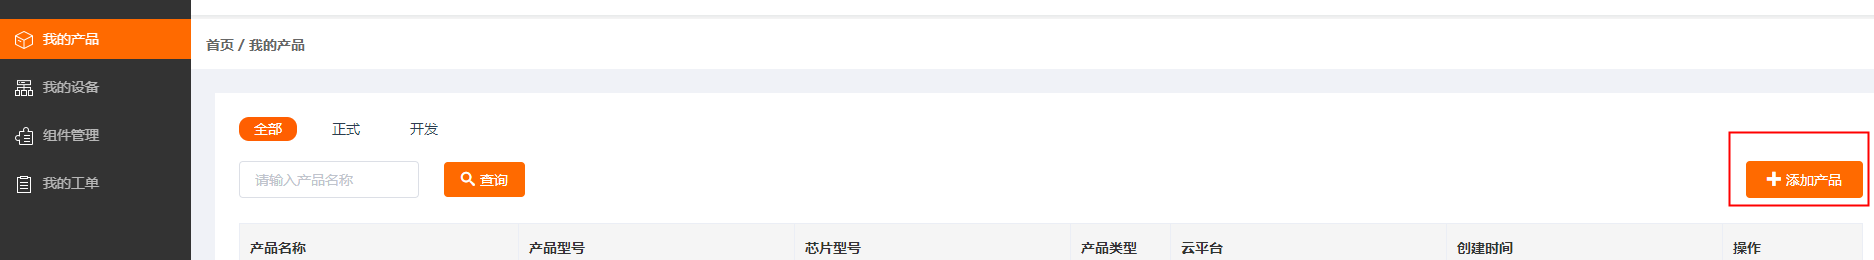 我的产品
我的设备
组件管理
我的工单
首页 / 我的产品
全部 正式 开发
请输入产品名称 查询 添加产品
产品名称 产品型号 芯片型号 产品类型 云平台 创建时间 操作